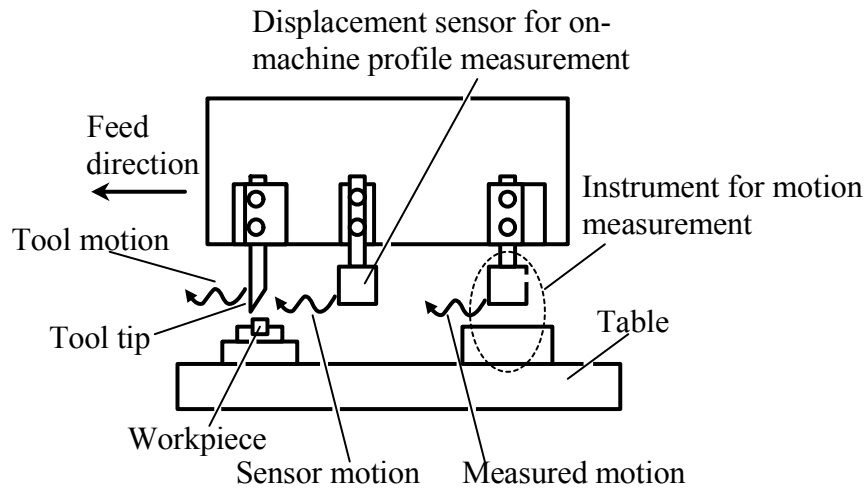 Displacement sensor for on-
machine profile measurement
Feed
direction
Instrument for motion
measurement
Tool motion
Tool tip
Table
Workpiece
Sensor motion
Measured motion